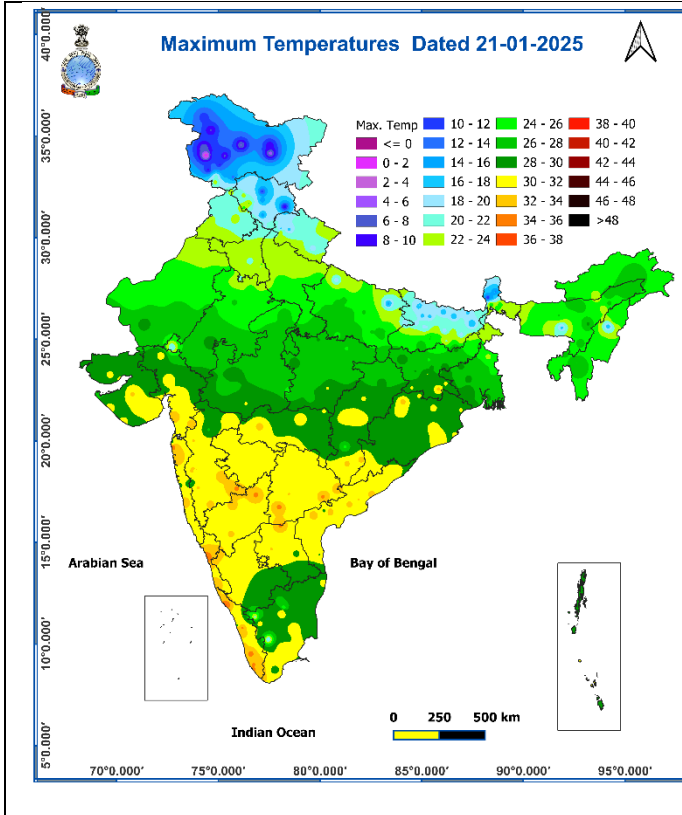 Maximum Temperatures Dated 21-01-2025
Max. Temp
<= 0
0 - 2
2 - 4
4 - 6
6 - 8
8 - 10
10 - 12
12 - 14
14 - 16
16 - 18
18 - 20
20 - 22
22 - 24
24 - 26
26 - 28
28 - 30
30 - 32
32 - 34
34 - 36
36 - 38
38 - 40
40 - 42
42 - 44
44 - 46
46 - 48
>48
40°0.000′
35°0.000′
30°0.000′
25°0.000′
20°0.000′
15°0.000′
10°0.000′
5°0.000′
Arabian Sea
Bay of Bengal
Indian Ocean
0 250 500 km
70°0.000′ 75°0.000′ 80°0.000′ 85°0.000′ 90°0.000′ 95°0.000′